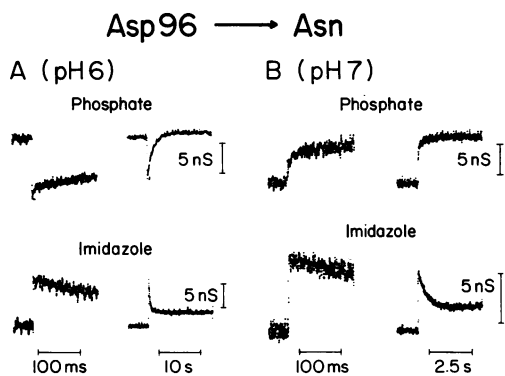 Asp96 ⟶ Asn
A (pH6)
B (pH7)
Phosphate
Phosphate
5 nS
5 nS
Imidazole
Imidazole
5 nS
5 nS
100 ms
10 s
100 ms
2.5 s